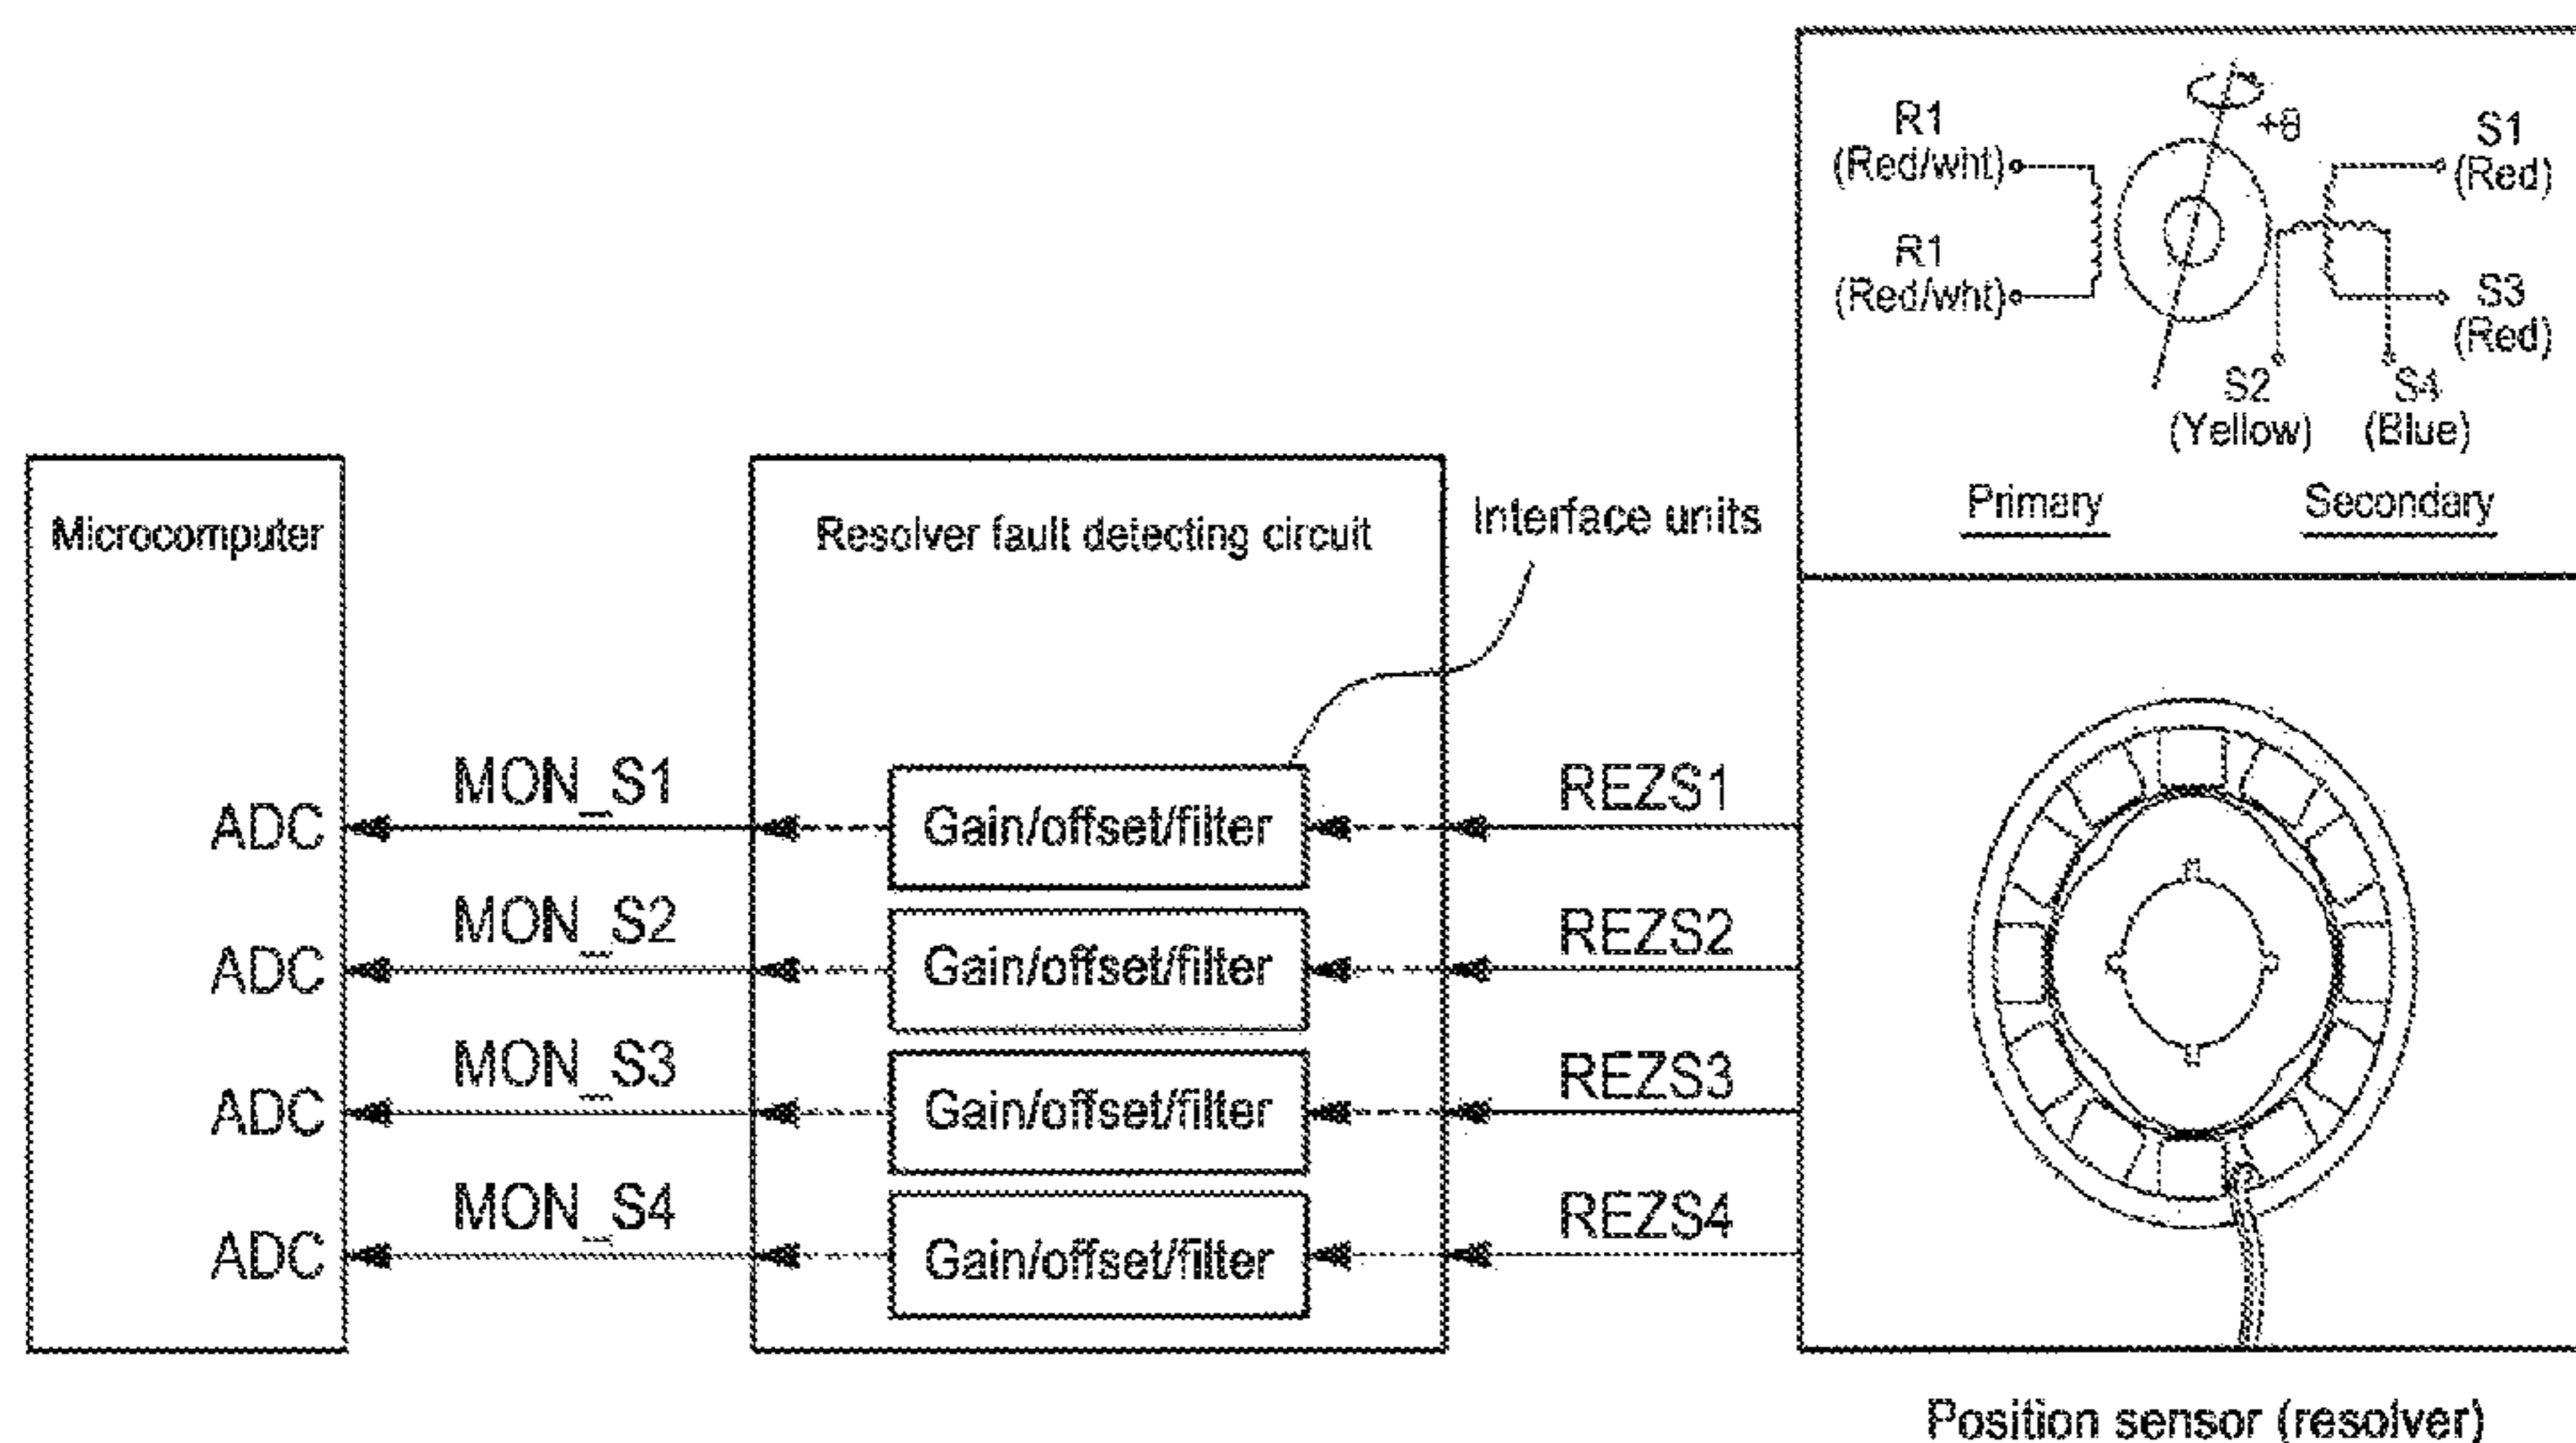 R1
(Red/wht)
R1
(Red/wht)
+θ
S1
(Red)
S3
(Red)
S2
(Yellow)
S4
(Blue)
Primary
Secondary
Microcomputer
Resolver fault detecting circuit
Interface units
ADC
MON_S1
Gain/offset/filter
REZS1
ADC
MON_S2
Gain/offset/filter
REZS2
ADC
MON_S3
Gain/offset/filter
REZS3
ADC
MON_S4
Gain/offset/filter
REZS4
Position sensor (resolver)